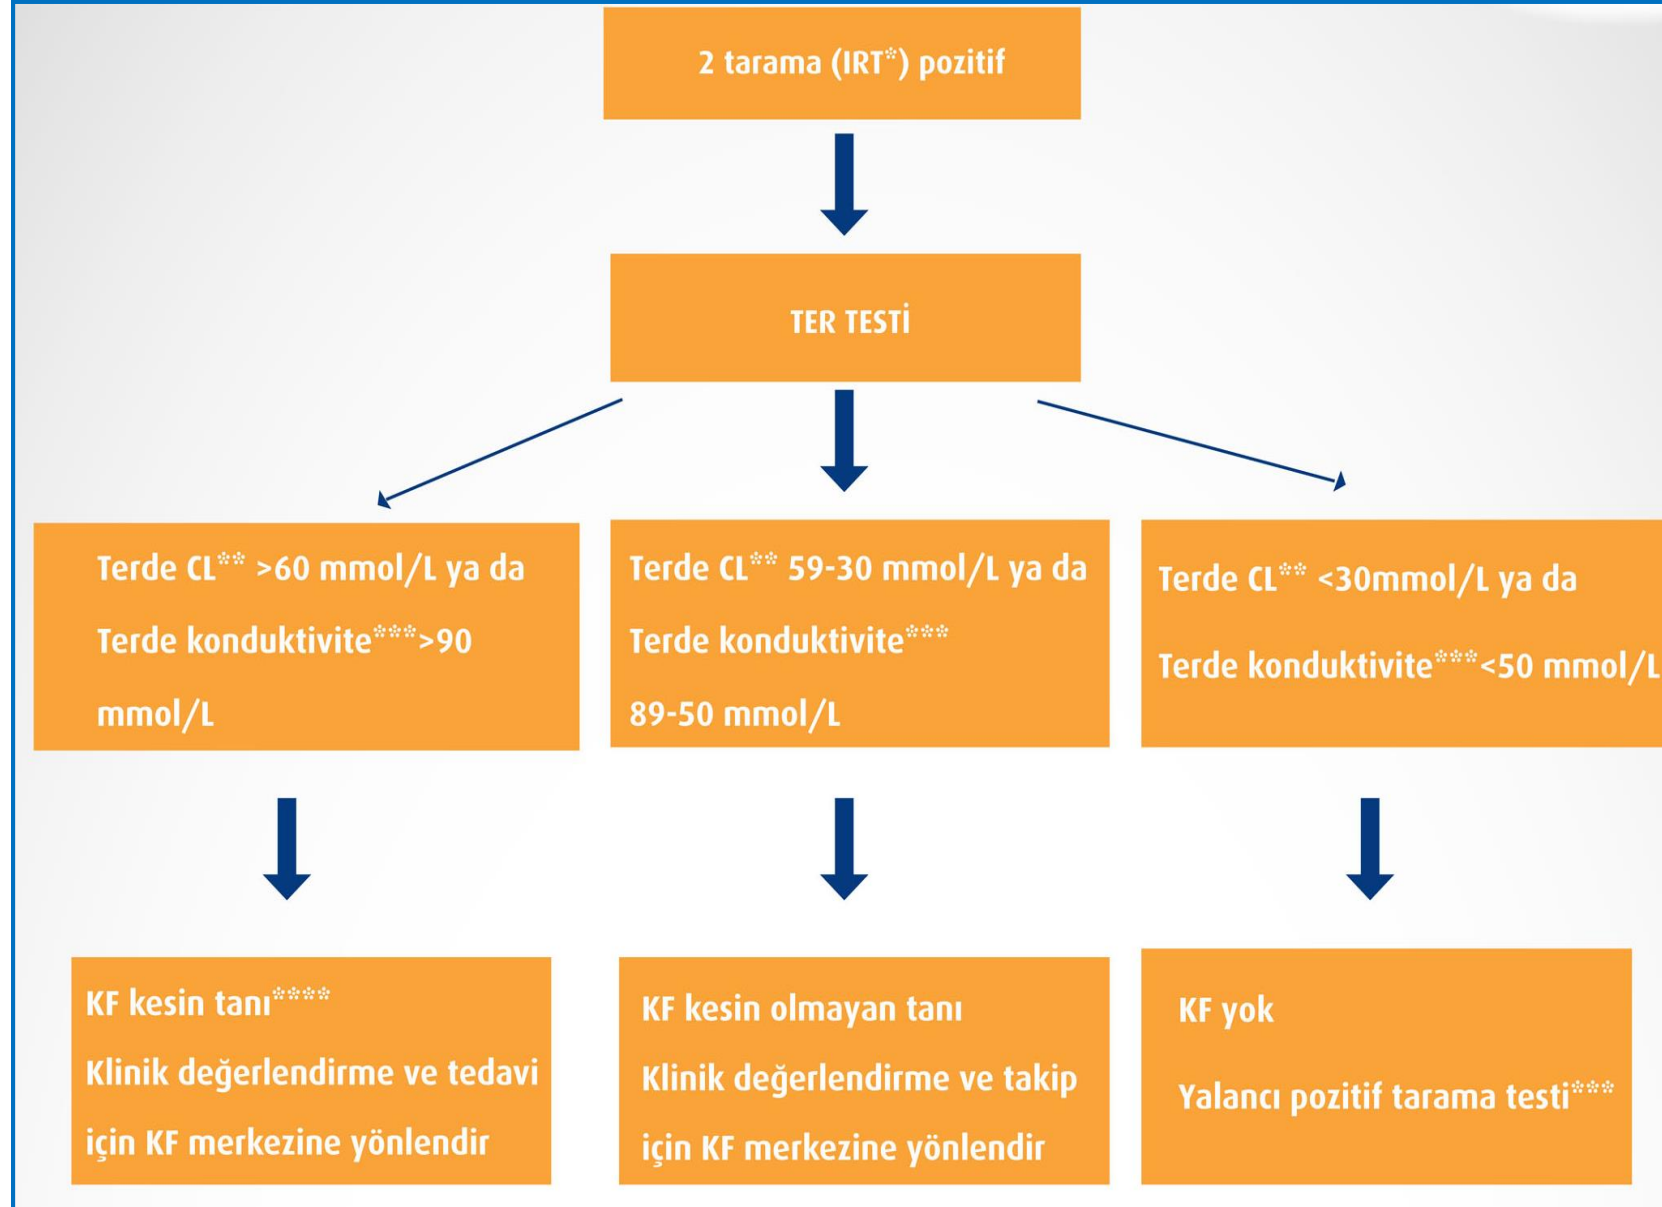 2 tarama (IRT*) pozitif
TER TESTİ
Terde CL** >60 mmol/L ya da
Terde konduktivite***>90
mmol/L
Terde CL** 59-30 mmol/L ya da
Terde konduktivite***
89-50 mmol/L
Terde CL** <30mmol/L ya da
Terde konduktivite***<50 mmol/L
KF kesin tanı****
Klinik değerlendirme ve tedavi
için KF merkezine yönlendir
KF kesin olmayan tanı
Klinik değerlendirme ve takip
için KF merkezine yönlendir
KF yok
Yalancı pozitif tarama testi***